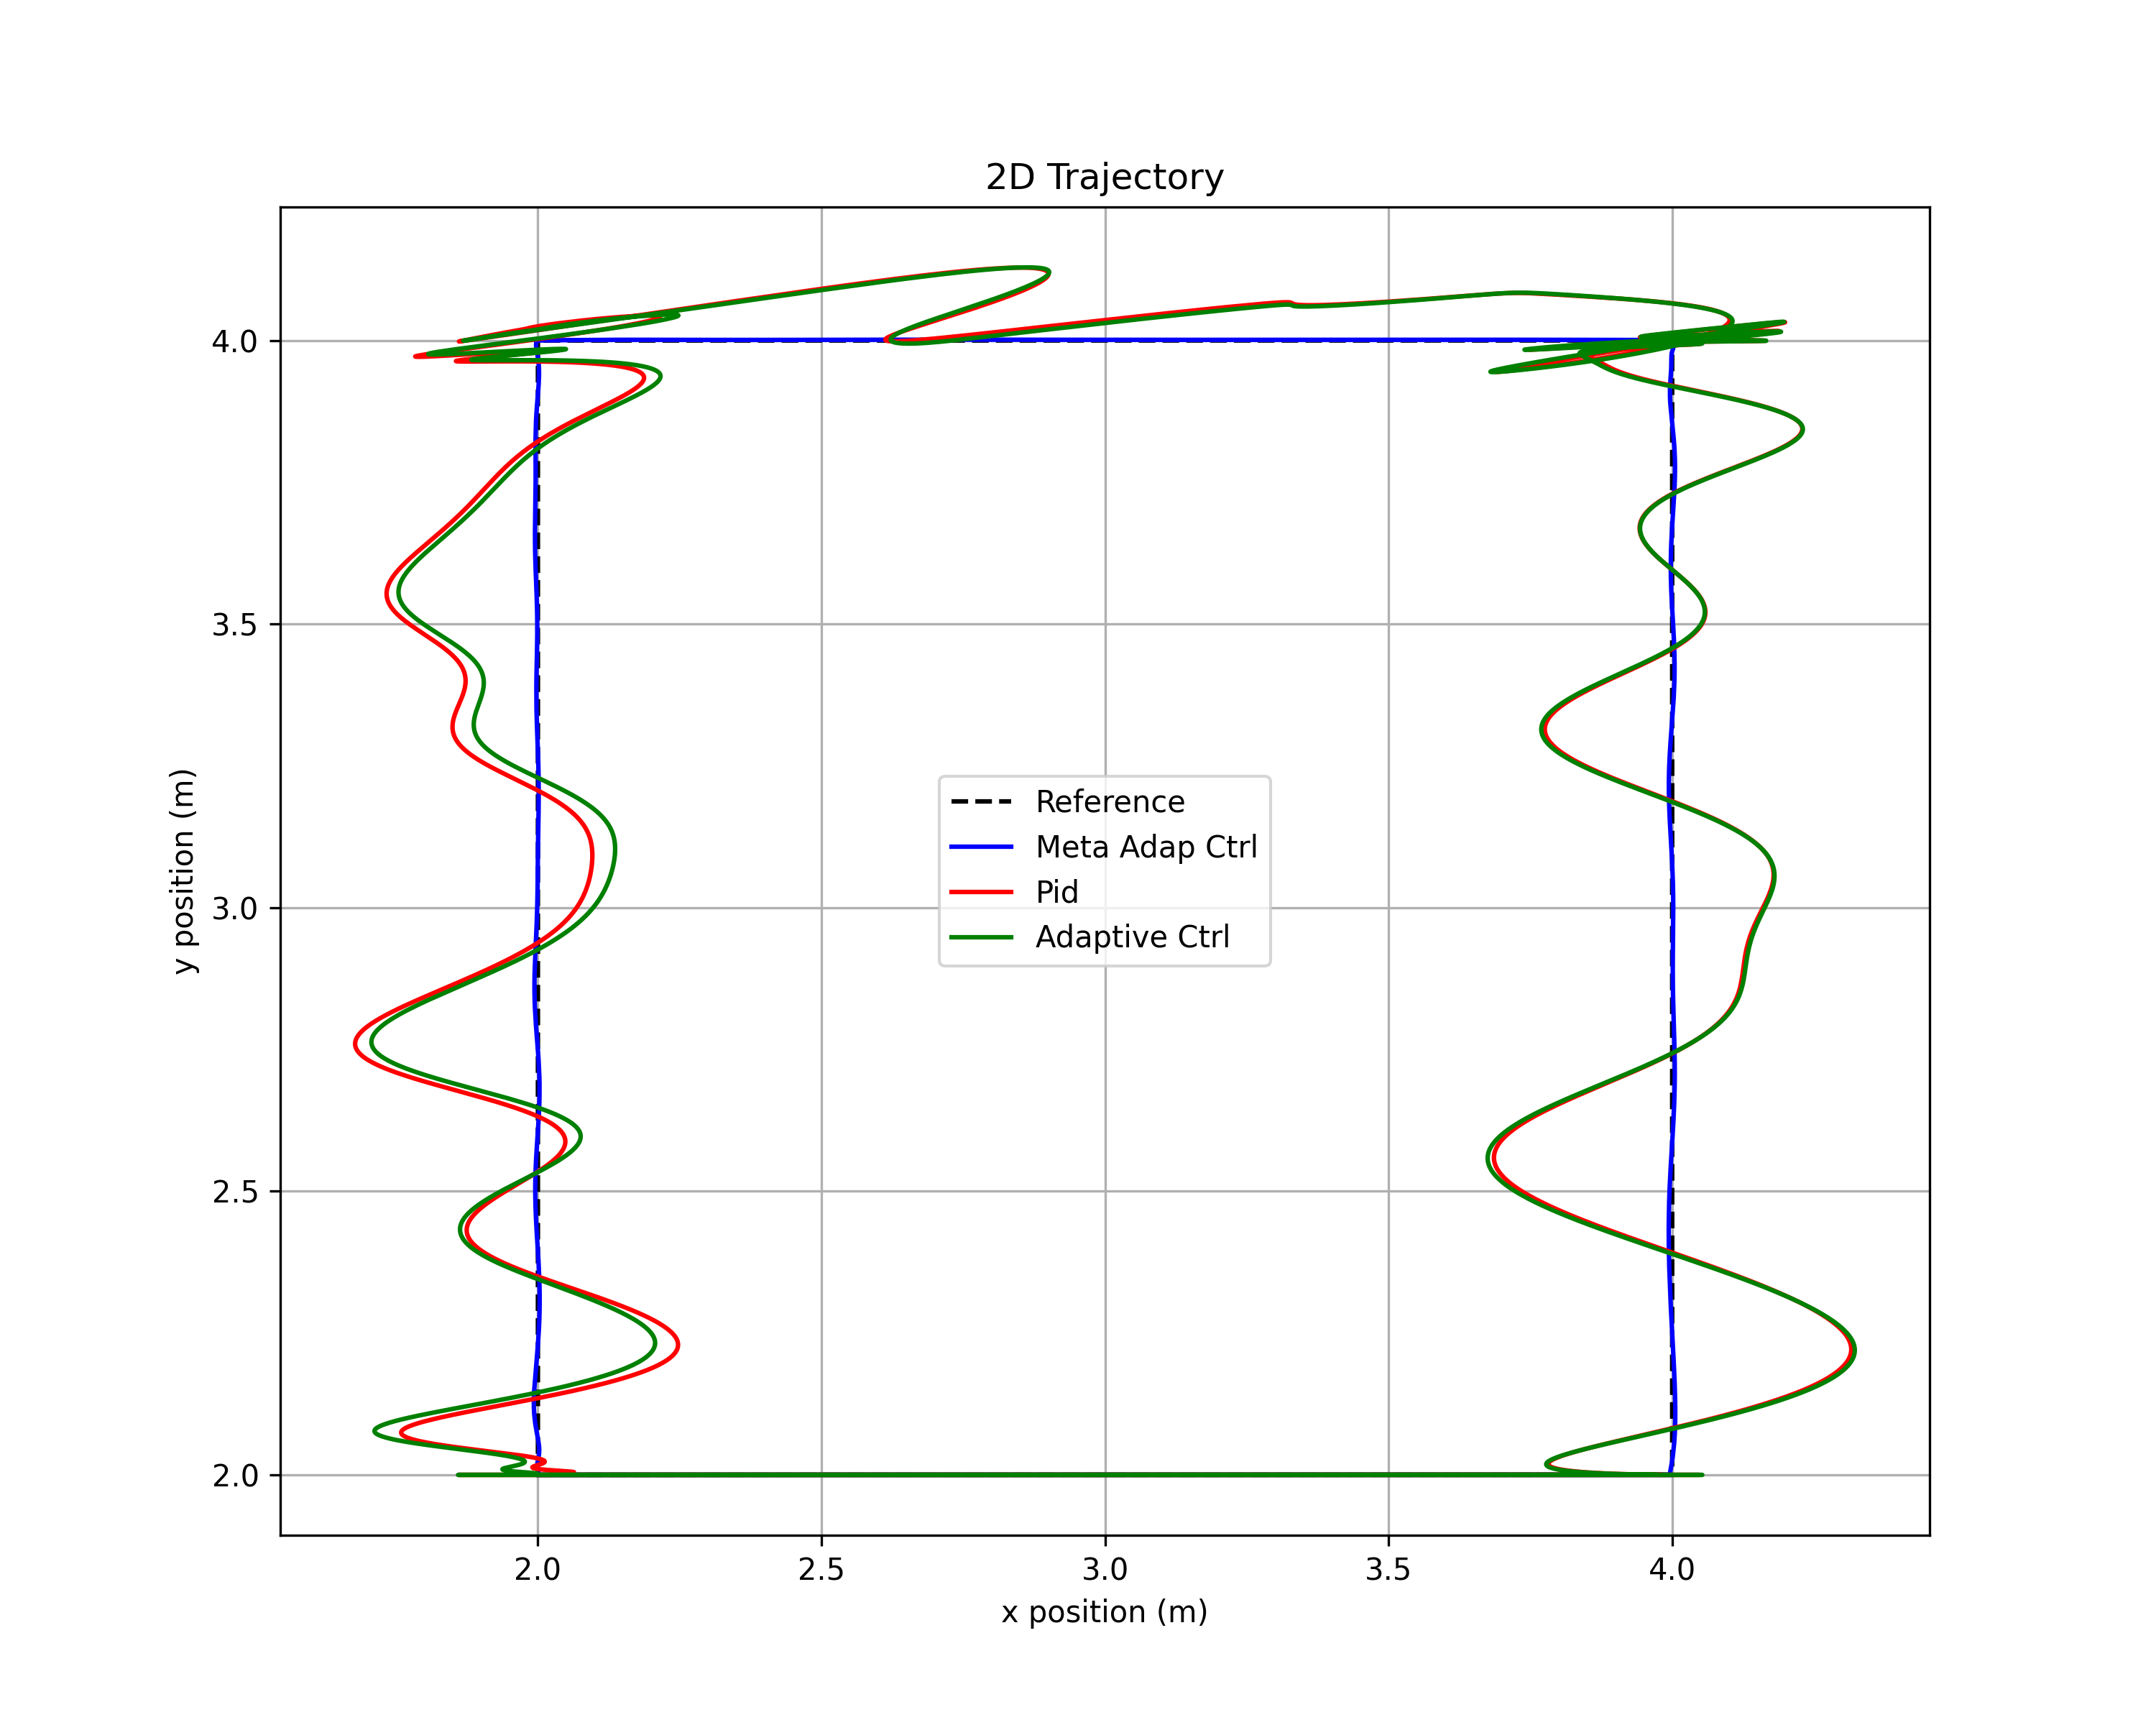 2D Trajectory
4.0
3.5
3.0
2.5
2.0
y position (m)
Reference
Meta Adap Ctrl
Pid
Adaptive Ctrl
2.0
2.5
3.0
3.5
4.0
x position (m)